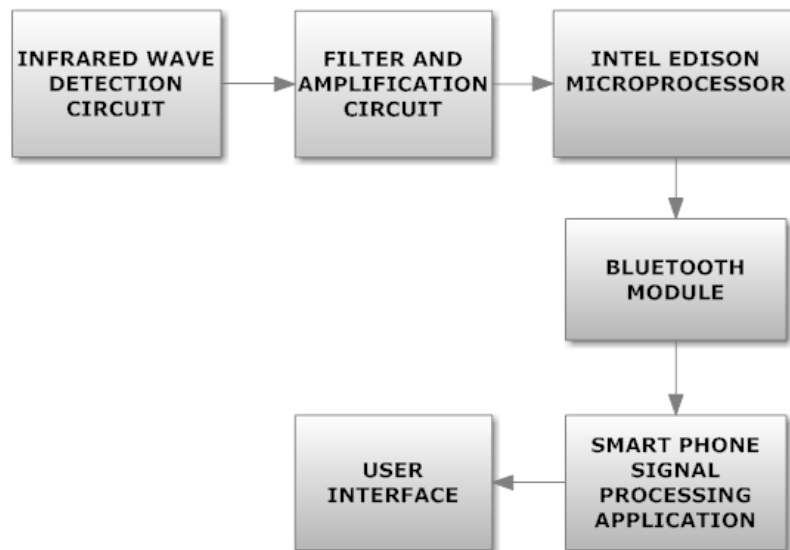 INFRARED WAVE
DETECTION
CIRCUIT
FILTER AND
AMPLIFICATION
CIRCUIT
INTEL EDISON
MICROPROCESSOR
BLUETOOTH
MODULE
SMART PHONE
SIGNAL
PROCESSING
APPLICATION
USER
INTERFACE